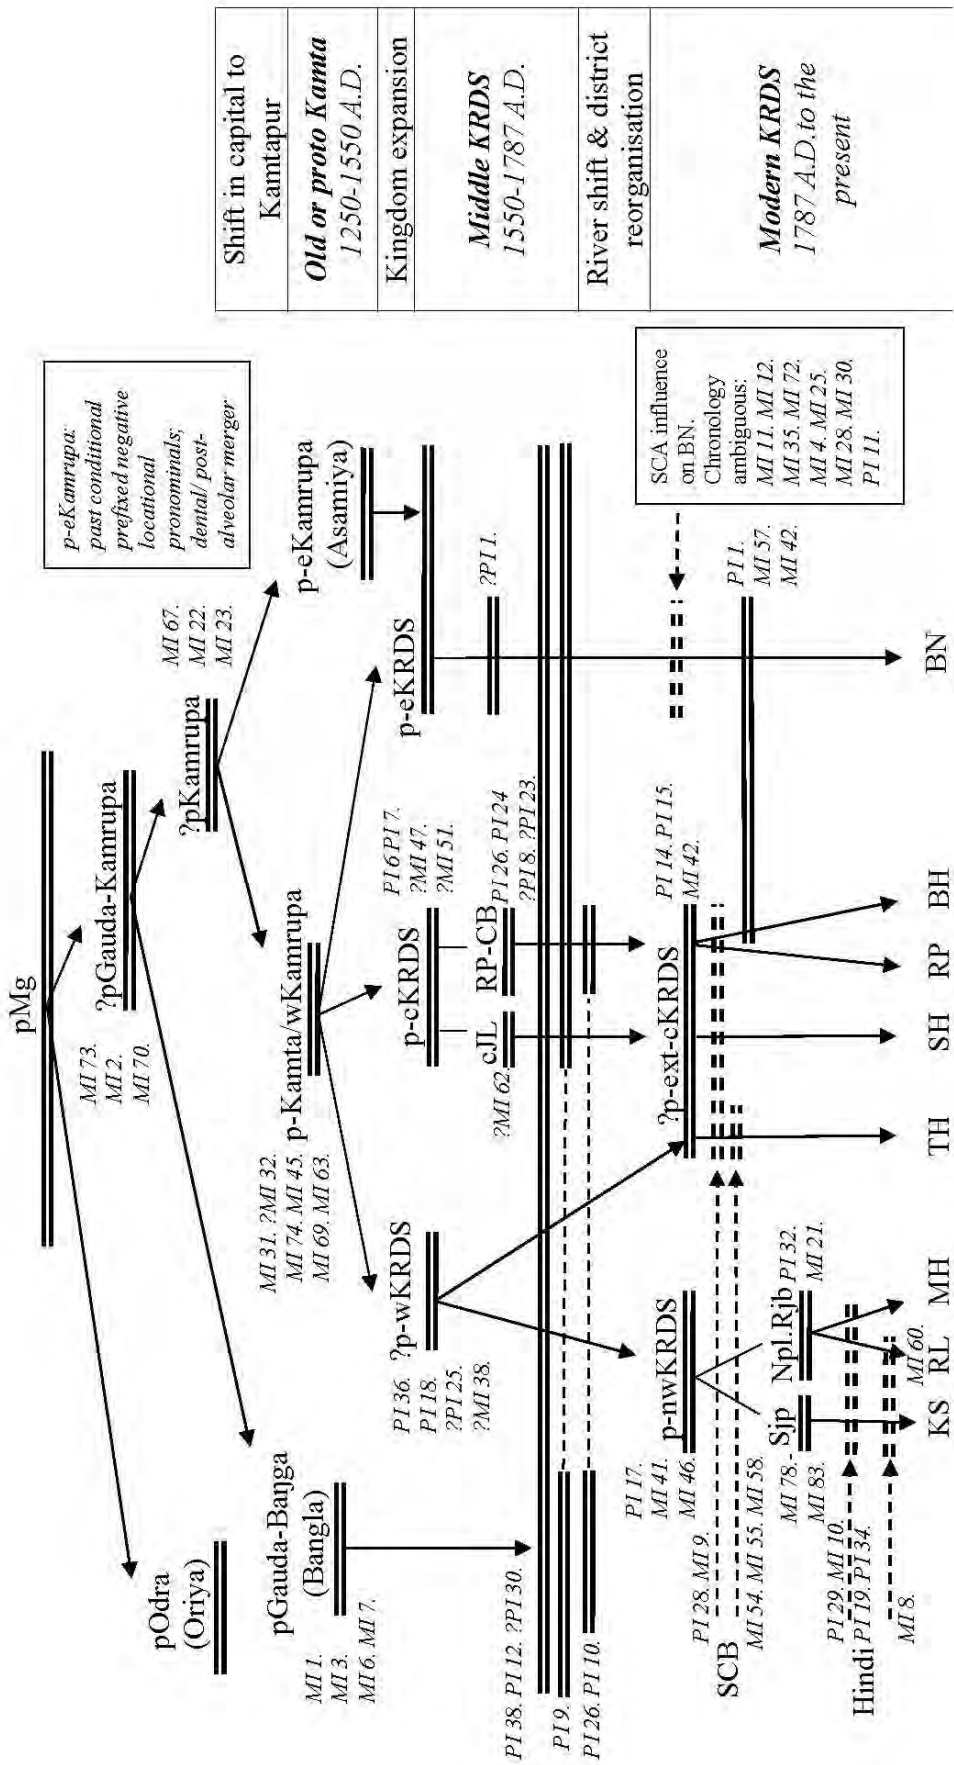 pMg
MI 73.
MI 2.
MI 70.
?pGauda-Kamrupa
MI 67.
MI 22.
MI 23.
p-eKamrupa:
past conditional
prefixed negative
locational
pronominals;
dental/ post-
alveolar merger
pOdra
(Oriya)
?pKamrupa
Shift in capital to
Kamtapur
pGauda-Baŋga
(Bangla)
MI 1.
MI 3.
MI 6. MI 7.
MI 31. ?MI 32.
MI 74. MI 45.
MI 69. MI 63.
p-Kamta/wKamrupa
p-eKamrupa
(Asamiya)
Old or proto Kamta
1250-1550 A.D.
Kingdom expansion
PI 36.
PI 18.
?PI 25.
?MI 38.
?p-wKRDS
p-cKRDS
PI 6 PI 7.
?MI 47.
?MI 51.
p-eKRDS
Middle KRDS
1550-1787 A.D.
?MI 62.
cJL
RP-CB
PI 26. PI 24
?PI 8. ?PI 23.
?PI 1.
PI 38. PI 12. ?PI 30.
PI 9.
PI 26. PI 10.
River shift & district
reorganisation
PI 17.
MI 41.
MI 46.
p-nwKRDS
?p-ext-cKRDS
PI 14. PI 15.
MI 42.
SCA influence
on BN.
Chronology
ambiguous:
MI 11. MI 12.
MI 35. MI 72.
MI 4. MI 25.
MI 28. MI 30.
PI 11.
Modern KRDS
1787 A.D. to the
present
SCB
PI 28. MI 9.
MI 54. MI 55. MI 58.
PI 1.
MI 57.
MI 42.
MI 78.-
MI 83.
Sjp
Npl.Rjb
PI 32.
MI 21.
Hindi
PI 29. MI 10.
PI 19. PI 34.
MI 8.
MI 60.
KS RL MH TH SH RP BH BN